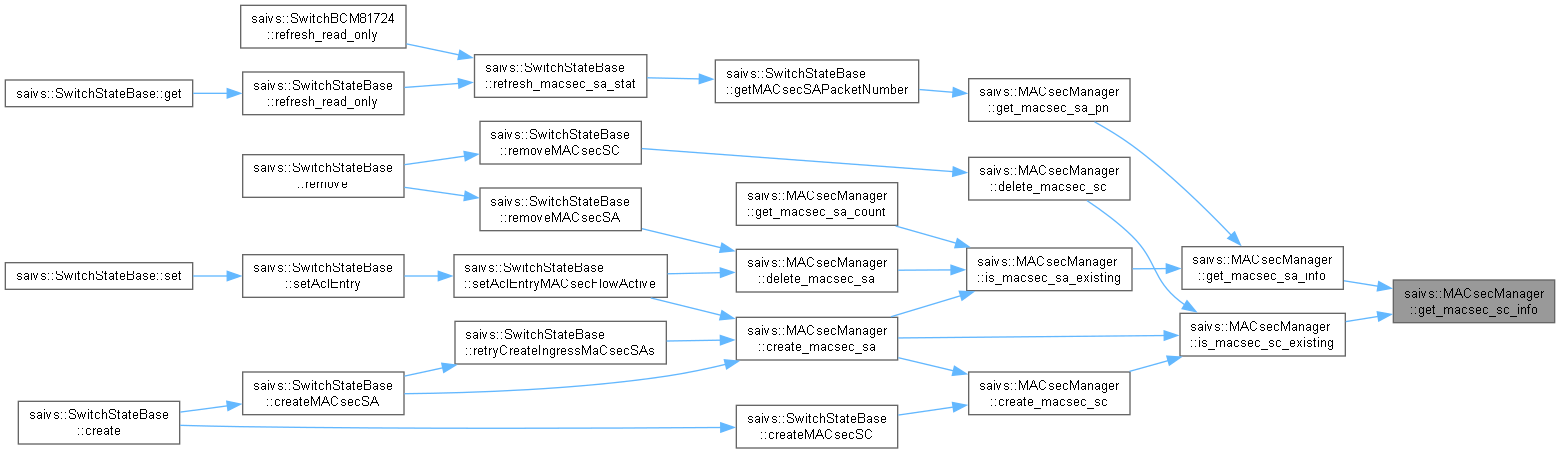 saivs::SwitchBCM81724
::refresh_read_only
saivs::SwitchStateBase::get
saivs::SwitchStateBase
::refresh_read_only
saivs::SwitchStateBase
::refresh_macsec_sa_stat
saivs::SwitchStateBase
::getMACsecSAPacketNumber
saivs::MACsecManager
::get_macsec_sa_pn
saivs::SwitchStateBase
::removeMACsecSC
saivs::SwitchStateBase
::remove
saivs::SwitchStateBase
::removeMACsecSA
saivs::MACsecManager
::get_macsec_sa_count
saivs::MACsecManager
::delete_macsec_sc
saivs::SwitchStateBase::set
saivs::SwitchStateBase
::setAclEntry
saivs::SwitchStateBase
::setAclEntryMACsecFlowActive
saivs::MACsecManager
::delete_macsec_sa
saivs::MACsecManager
::is_macsec_sa_existing
saivs::MACsecManager
::get_macsec_sa_info
saivs::MACsecManager
::get_macsec_sc_info
saivs::SwitchStateBase
::retryCreateIngressMaCsecSAs
saivs::MACsecManager
::create_macsec_sa
saivs::MACsecManager
::is_macsec_sc_existing
saivs::SwitchStateBase
::createMACsecSA
saivs::MACsecManager
::create_macsec_sc
saivs::SwitchStateBase
::create
saivs::SwitchStateBase
::createMACsecSC